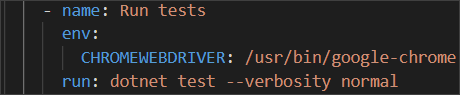 - name: Run tests
env:
CHROMEWEBDRIVER: /usr/bin/google-chrome
run: dotnet test --verbosity normal